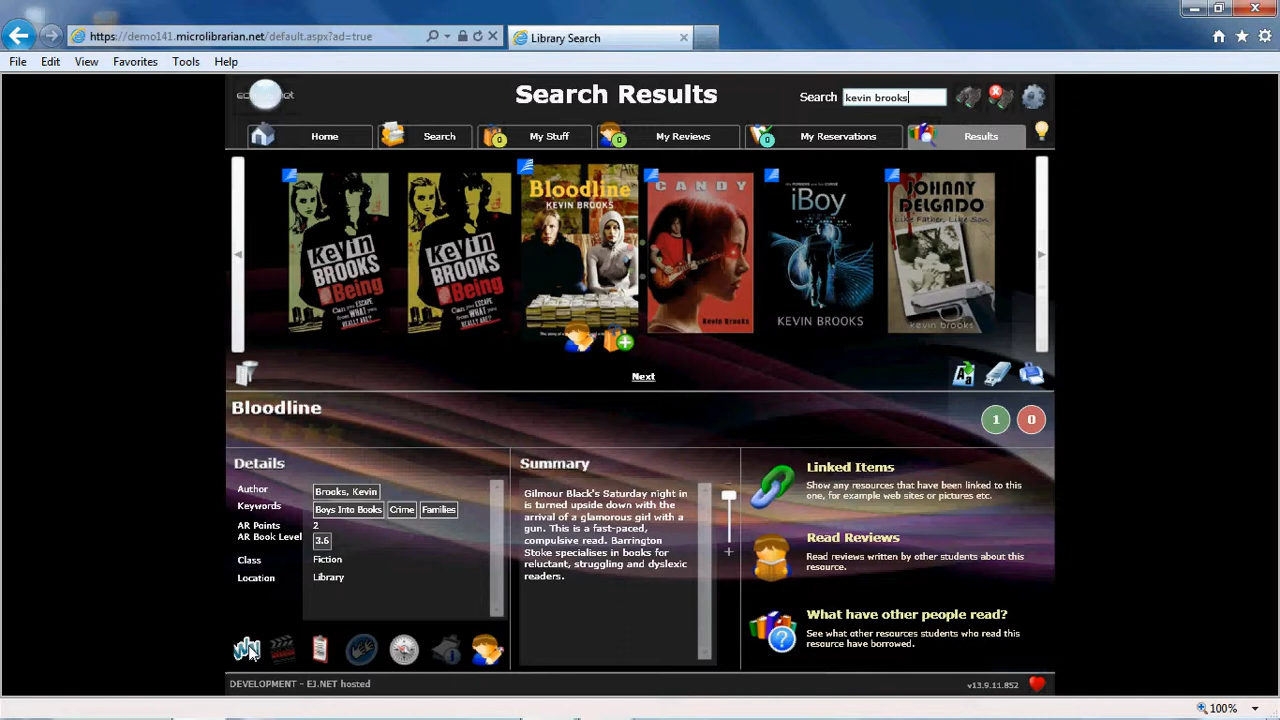 https://demo141.microlibrarian.net/default.aspx?ad=true
Library Search
File Edit View Favorites Tools Help
Search Results
Search kevin brooks
Home Search 0 My Stuff 0 My Reviews 0 My Reservations Results
Kevin BROOKS Being
Kevin BROOKS Being
Bloodline
KEVIN BROOKS
CANDY
Kevin Brooks
iBoy
KEVIN BROOKS
JOHNNY DELGADO
Like Father, Like Son
kevin brooks
Next
Bloodline
1 0
Details
Author Brooks, Kevin
Keywords Boys Into Books Crime Families
AR Points 2
AR Book Level 3.6
Class Fiction
Location Library
Summary
Gilmour Black's Saturday night in
is turned upside down with the
arrival of a glamorous girl with a
gun. This is a fast-paced,
compulsive read. Barrington
Stoke specialises in books for
reluctant, struggling and dyslexic
readers.
Linked Items
Show any resources that have been linked to this
one, for example web sites or pictures etc.
Read Reviews
Read reviews written by other students about this
resource.
What have other people read?
See what other resources students who read this
resource have borrowed.
DEVELOPMENT - EJ.NET hosted
v13.9.11.852
100%